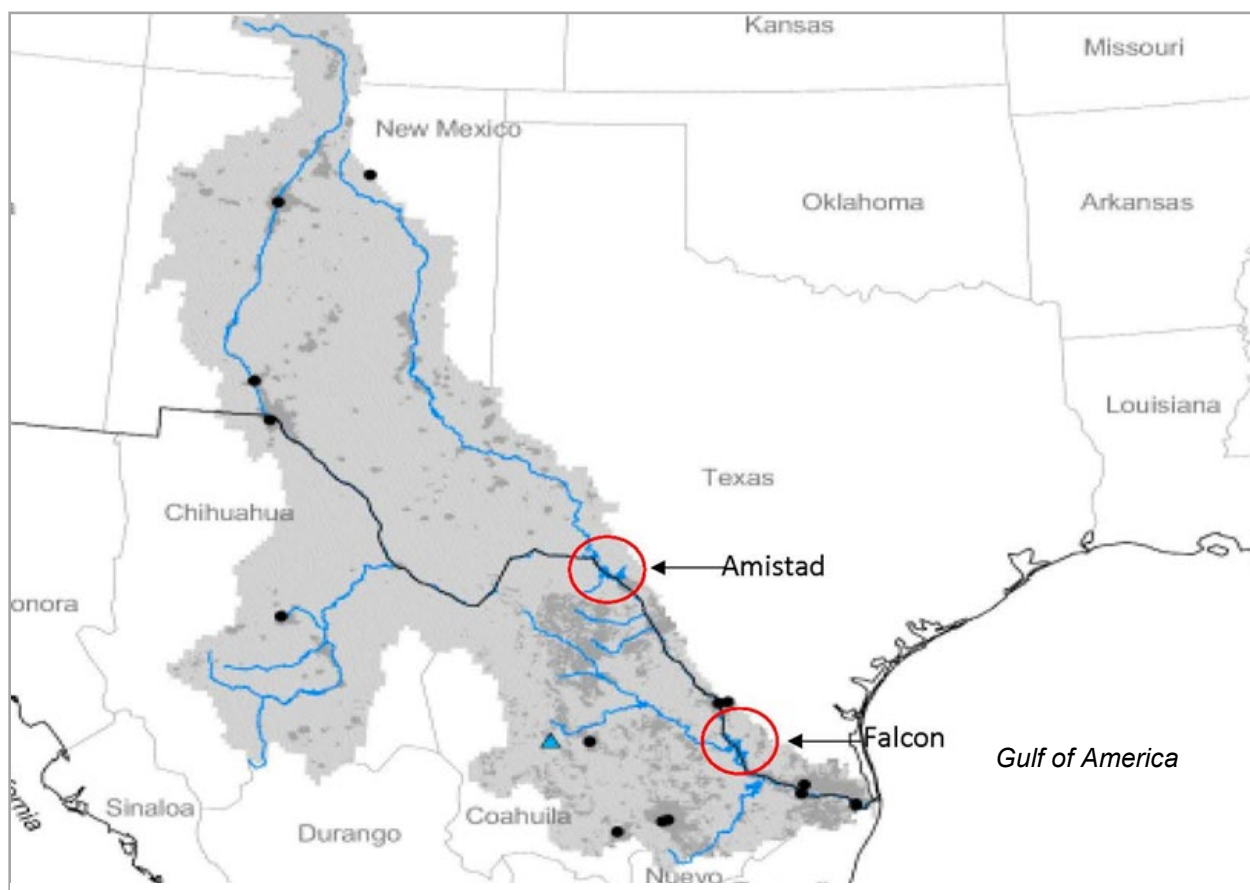 Kansas
Missouri
New Mexico
Oklahoma
Arkansas
Louisiana
Texas
Chihuahua
Amistad
onora
Falcon
Gulf of America
Sinaloa
Coahuila
Durango
Nuevo